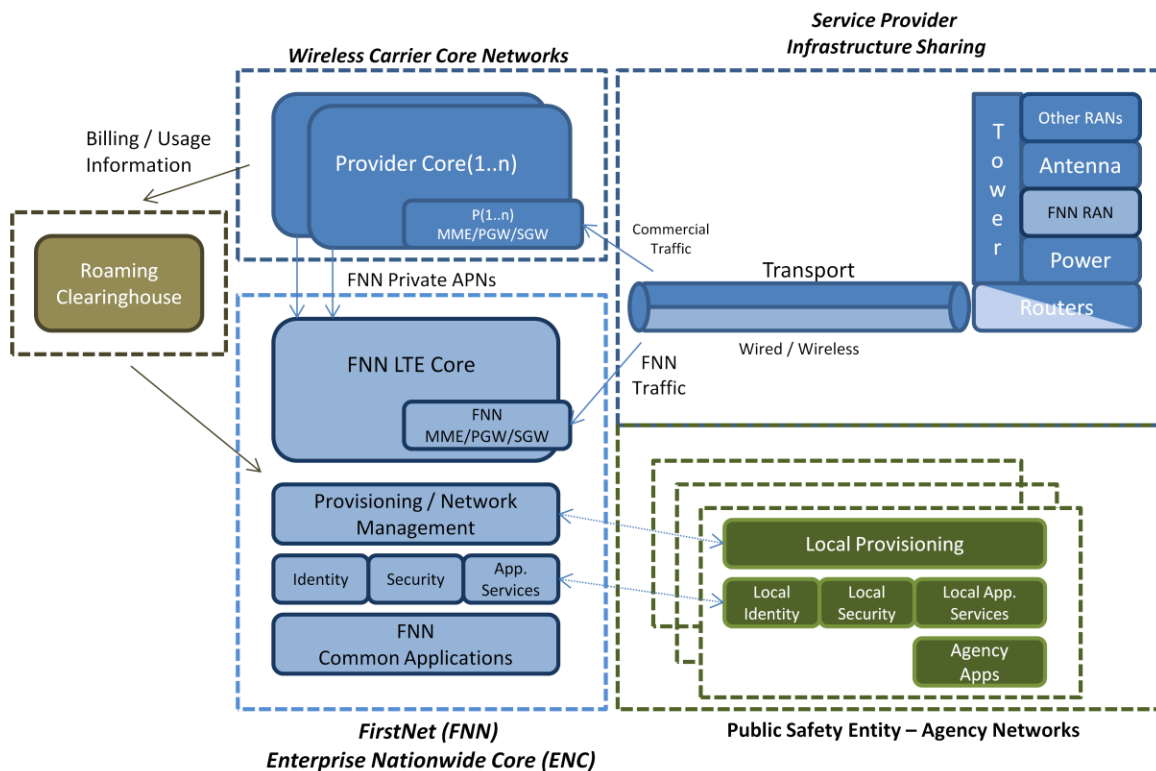 Service Provider
Infrastructure Sharing
Wireless Carrier Core Networks
Billing / Usage
Information
Provider Core(1..n)
P(1..n)
MME/PGW/SGW
Roaming
Clearinghouse
FNN Private APNs
Commercial
Traffic
Transport
Wired / Wireless
FNN
Traffic
Tower
Other RANs
Antenna
FNN RAN
Power
Routers
FNN LTE Core
FNN
MME/PGW/SGW
Provisioning / Network
Management
Identity
Security
App.
Services
FNN
Common Applications
Local Provisioning
Local
Identity
Local
Security
Local App.
Services
Agency
Apps
FirstNet (FNN)
Enterprise Nationwide Core (ENC)
Public Safety Entity – Agency Networks